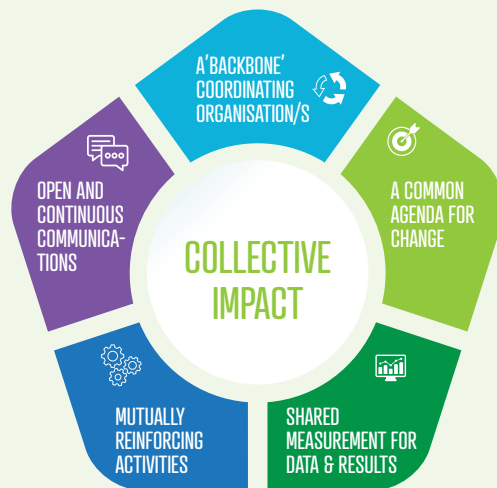 A 'BACKBONE'
COORDINATING
ORGANISATION/S
A COMMON
AGENDA FOR
CHANGE
SHARED
MEASUREMENT FOR
DATA & RESULTS
MUTUALLY
REINFORCING
ACTIVITIES
OPEN AND
CONTINUOUS
COMMUNICA-
TIONS
COLLECTIVE
IMPACT